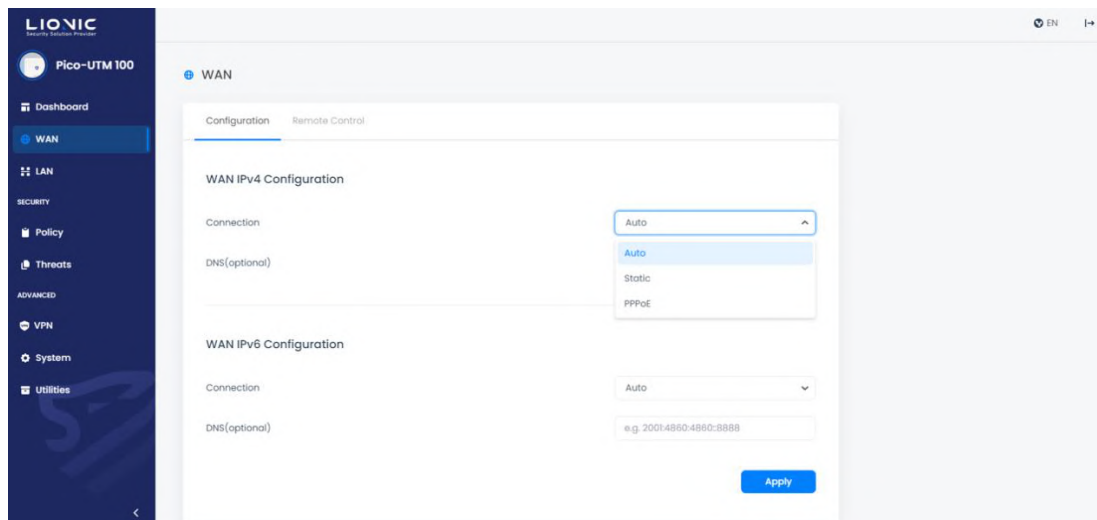 LIONIC
Security Solution Provider
EN
Pico-UTM 100
WAN
Dashboard
WAN
LAN
SECURITY
Policy
Threats
ADVANCED
VPN
System
Utilities
Configuration Remote Control
WAN IPv4 Configuration
Connection Auto
Auto
Static
PPPoE
DNS(optional)
WAN IPv6 Configuration
Connection Auto
DNS(optional) e.g. 2001:4860:4860::8888
Apply